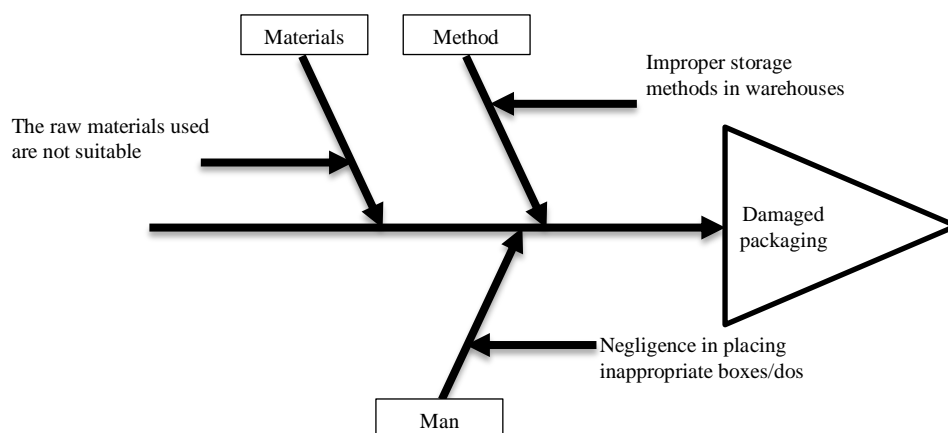 Materials
Method
Improper storage
methods in warehouses
The raw materials used
are not suitable
Damaged
packaging
Negligence in placing
inappropriate boxes/dos
Man